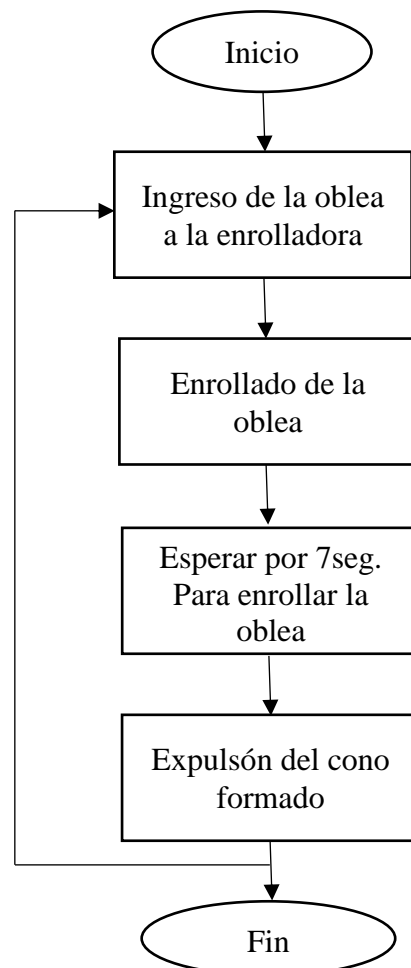 Inicio
Ingreso de la oblea
a la enrolladora
Enrollado de la
oblea
Esperar por 7seg.
Para enrollar la
oblea
Expulsón del cono
formado
Fin